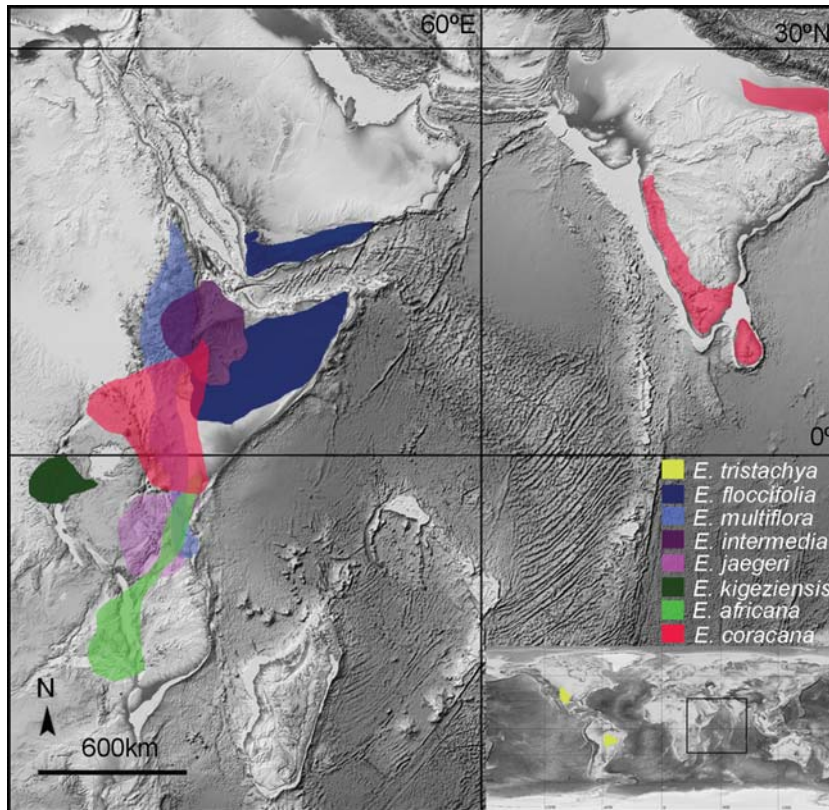 60ºE
30ºN
0º
E. tristachya
E. floccifolia
E. multiflora
E. intermedia
E. jaegeri
E. kigeziensis
E. africana
E. coracana
N
600km